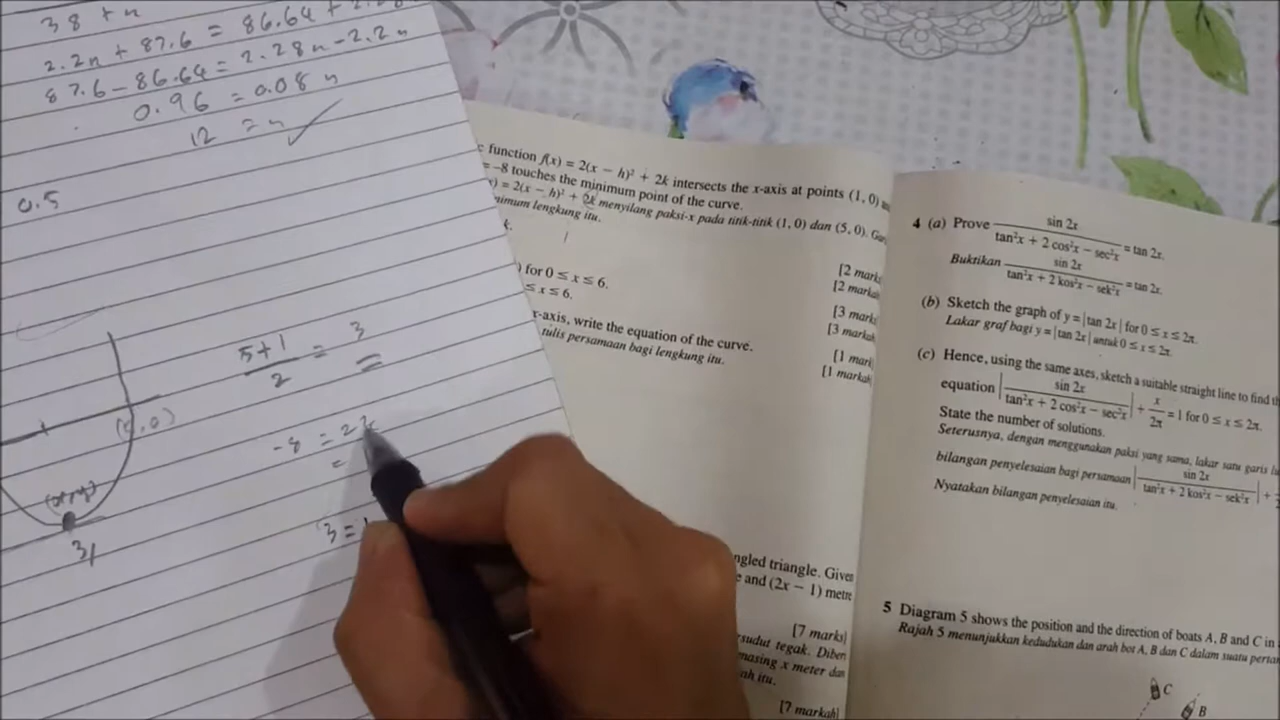 38 + n
2.2n + 87.6 = 86.64 + 2.28n
87.6 - 86.64 = 2.28n - 2.2n
0.96 = 0.08n
12 = n ✓
0.5
5+1
2
= 3
(5,0)
-8 = 2k
=
(x,y)
3 =
function f(x) = 2(x − h)² + 2k intersects the x-axis at points (1, 0)
= −8 touches the minimum point of the curve.
) = 2(x − h)² + 2k menyilang paksi-x pada titik-titik (1, 0) dan (5, 0).
lengkung itu.
k.
[2 marks
[2 markah
) for 0 ≤ x ≤ 6.
≤ x ≤ 6.
[3 mark
[3 markah
x-axis, write the equation of the curve.
tulis persamaan bagi lengkung itu.
[1 mark
[1 markah
ngled triangle. Given
and (2x − 1) metre
[7 marks]
sudut tegak. Diberi
masing x meter dan
ah itu.
[7 markah]
4 (a) Prove sin 2x / tan²x + 2 cos²x − sec²x = tan 2x.
Buktikan sin 2x / tan²x + 2 kos²x − sek²x = tan 2x.
(b) Sketch the graph of y = |tan 2x| for 0 ≤ x ≤ 2π.
Lakar graf bagi y = |tan 2x| untuk 0 ≤ x ≤ 2π.
(c) Hence, using the same axes, sketch a suitable straight line to find th
equation |sin 2x / tan²x + 2 cos²x − sec²x| + x / 2π = 1 for 0 ≤ x ≤ 2π.
State the number of solutions.
Seterusnya, dengan menggunakan paksi yang sama, lakar satu garis l
bilangan penyelesaian bagi persamaan |sin 2x / tan²x + 2 kos²x − sek²x| +
Nyatakan bilangan penyelesaian itu.
5 Diagram 5 shows the position and the direction of boats A, B and C in
Rajah 5 menunjukkan kedudukan dan arah bot A, B dan C dalam suatu
C
B